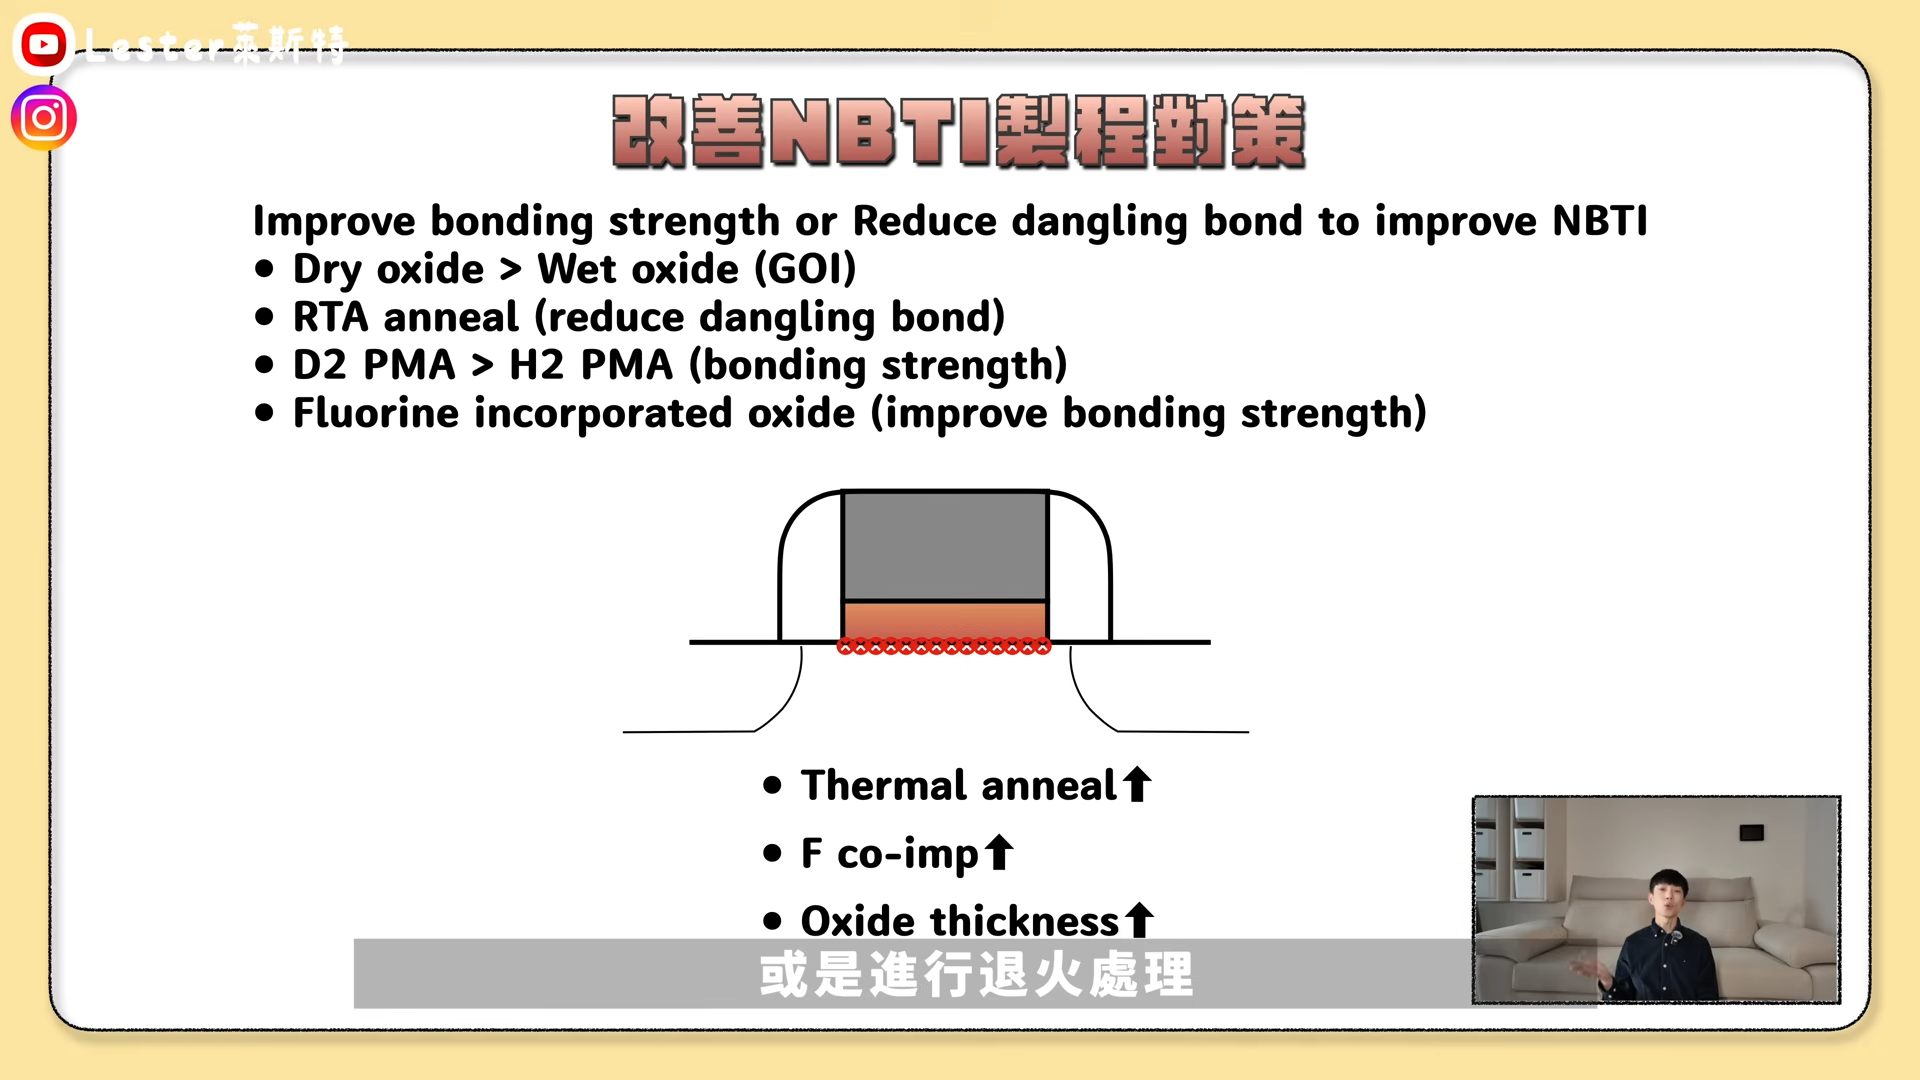 Lester萊斯特
改善NBTI製程對策
Improve bonding strength or Reduce dangling bond to improve NBTI
• Dry oxide > Wet oxide (GOI)
• RTA anneal (reduce dangling bond)
• D2 PMA > H2 PMA (bonding strength)
• Fluorine incorporated oxide (improve bonding strength)
• Thermal anneal⬆
• F co-imp⬆
• Oxide thickness⬆
或是進行退火處理